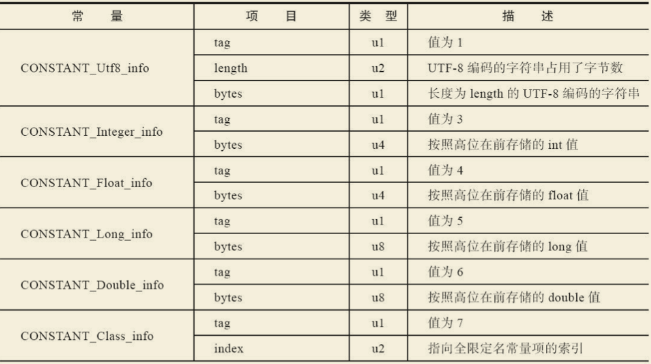 常 量 项 目 类 型 描 述
CONSTANT_Utf8_info tag u1 值为 1
length u2 UTF-8 编码的字符串占用了字节数
bytes u1 长度为 length 的 UTF-8 编码的字符串
CONSTANT_Integer_info tag u1 值为 3
bytes u4 按照高位在前存储的 int 值
CONSTANT_Float_info tag u1 值为 4
bytes u4 按照高位在前存储的 float 值
CONSTANT_Long_info tag u1 值为 5
bytes u8 按照高位在前存储的 long 值
CONSTANT_Double_info tag u1 值为 6
bytes u8 按照高位在前存储的 double 值
CONSTANT_Class_info tag u1 值为 7
index u2 指向全限定名常量项的索引